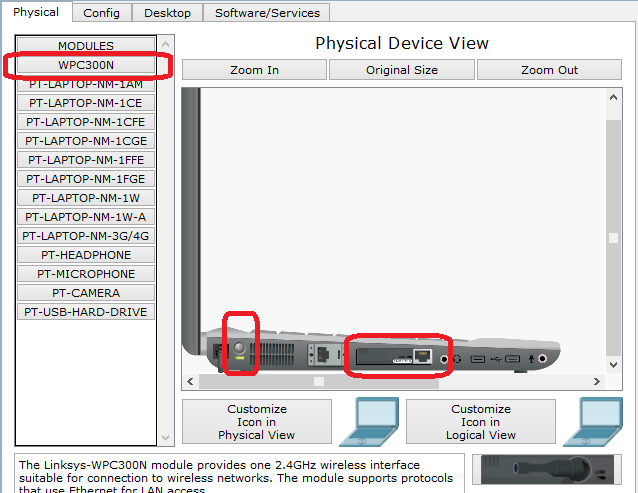 Physical
Config
Desktop
Software/Services
MODULES
WPC300N
PT-LAPTOP-NM-1AM
PT-LAPTOP-NM-1CE
PT-LAPTOP-NM-1CFE
PT-LAPTOP-NM-1CGE
PT-LAPTOP-NM-1FFE
PT-LAPTOP-NM-1FGE
PT-LAPTOP-NM-1W
PT-LAPTOP-NM-1W-A
PT-LAPTOP-NM-3G/4G
PT-HEADPHONE
PT-MICROPHONE
PT-CAMERA
PT-USB-HARD-DRIVE
Physical Device View
Zoom In
Original Size
Zoom Out
Customize
Icon in
Physical View
Customize
Icon in
Logical View
The Linksys-WPC300N module provides one 2.4GHz wireless interface
suitable for connection to wireless networks. The module supports protocols
that use Ethernet for LAN access.